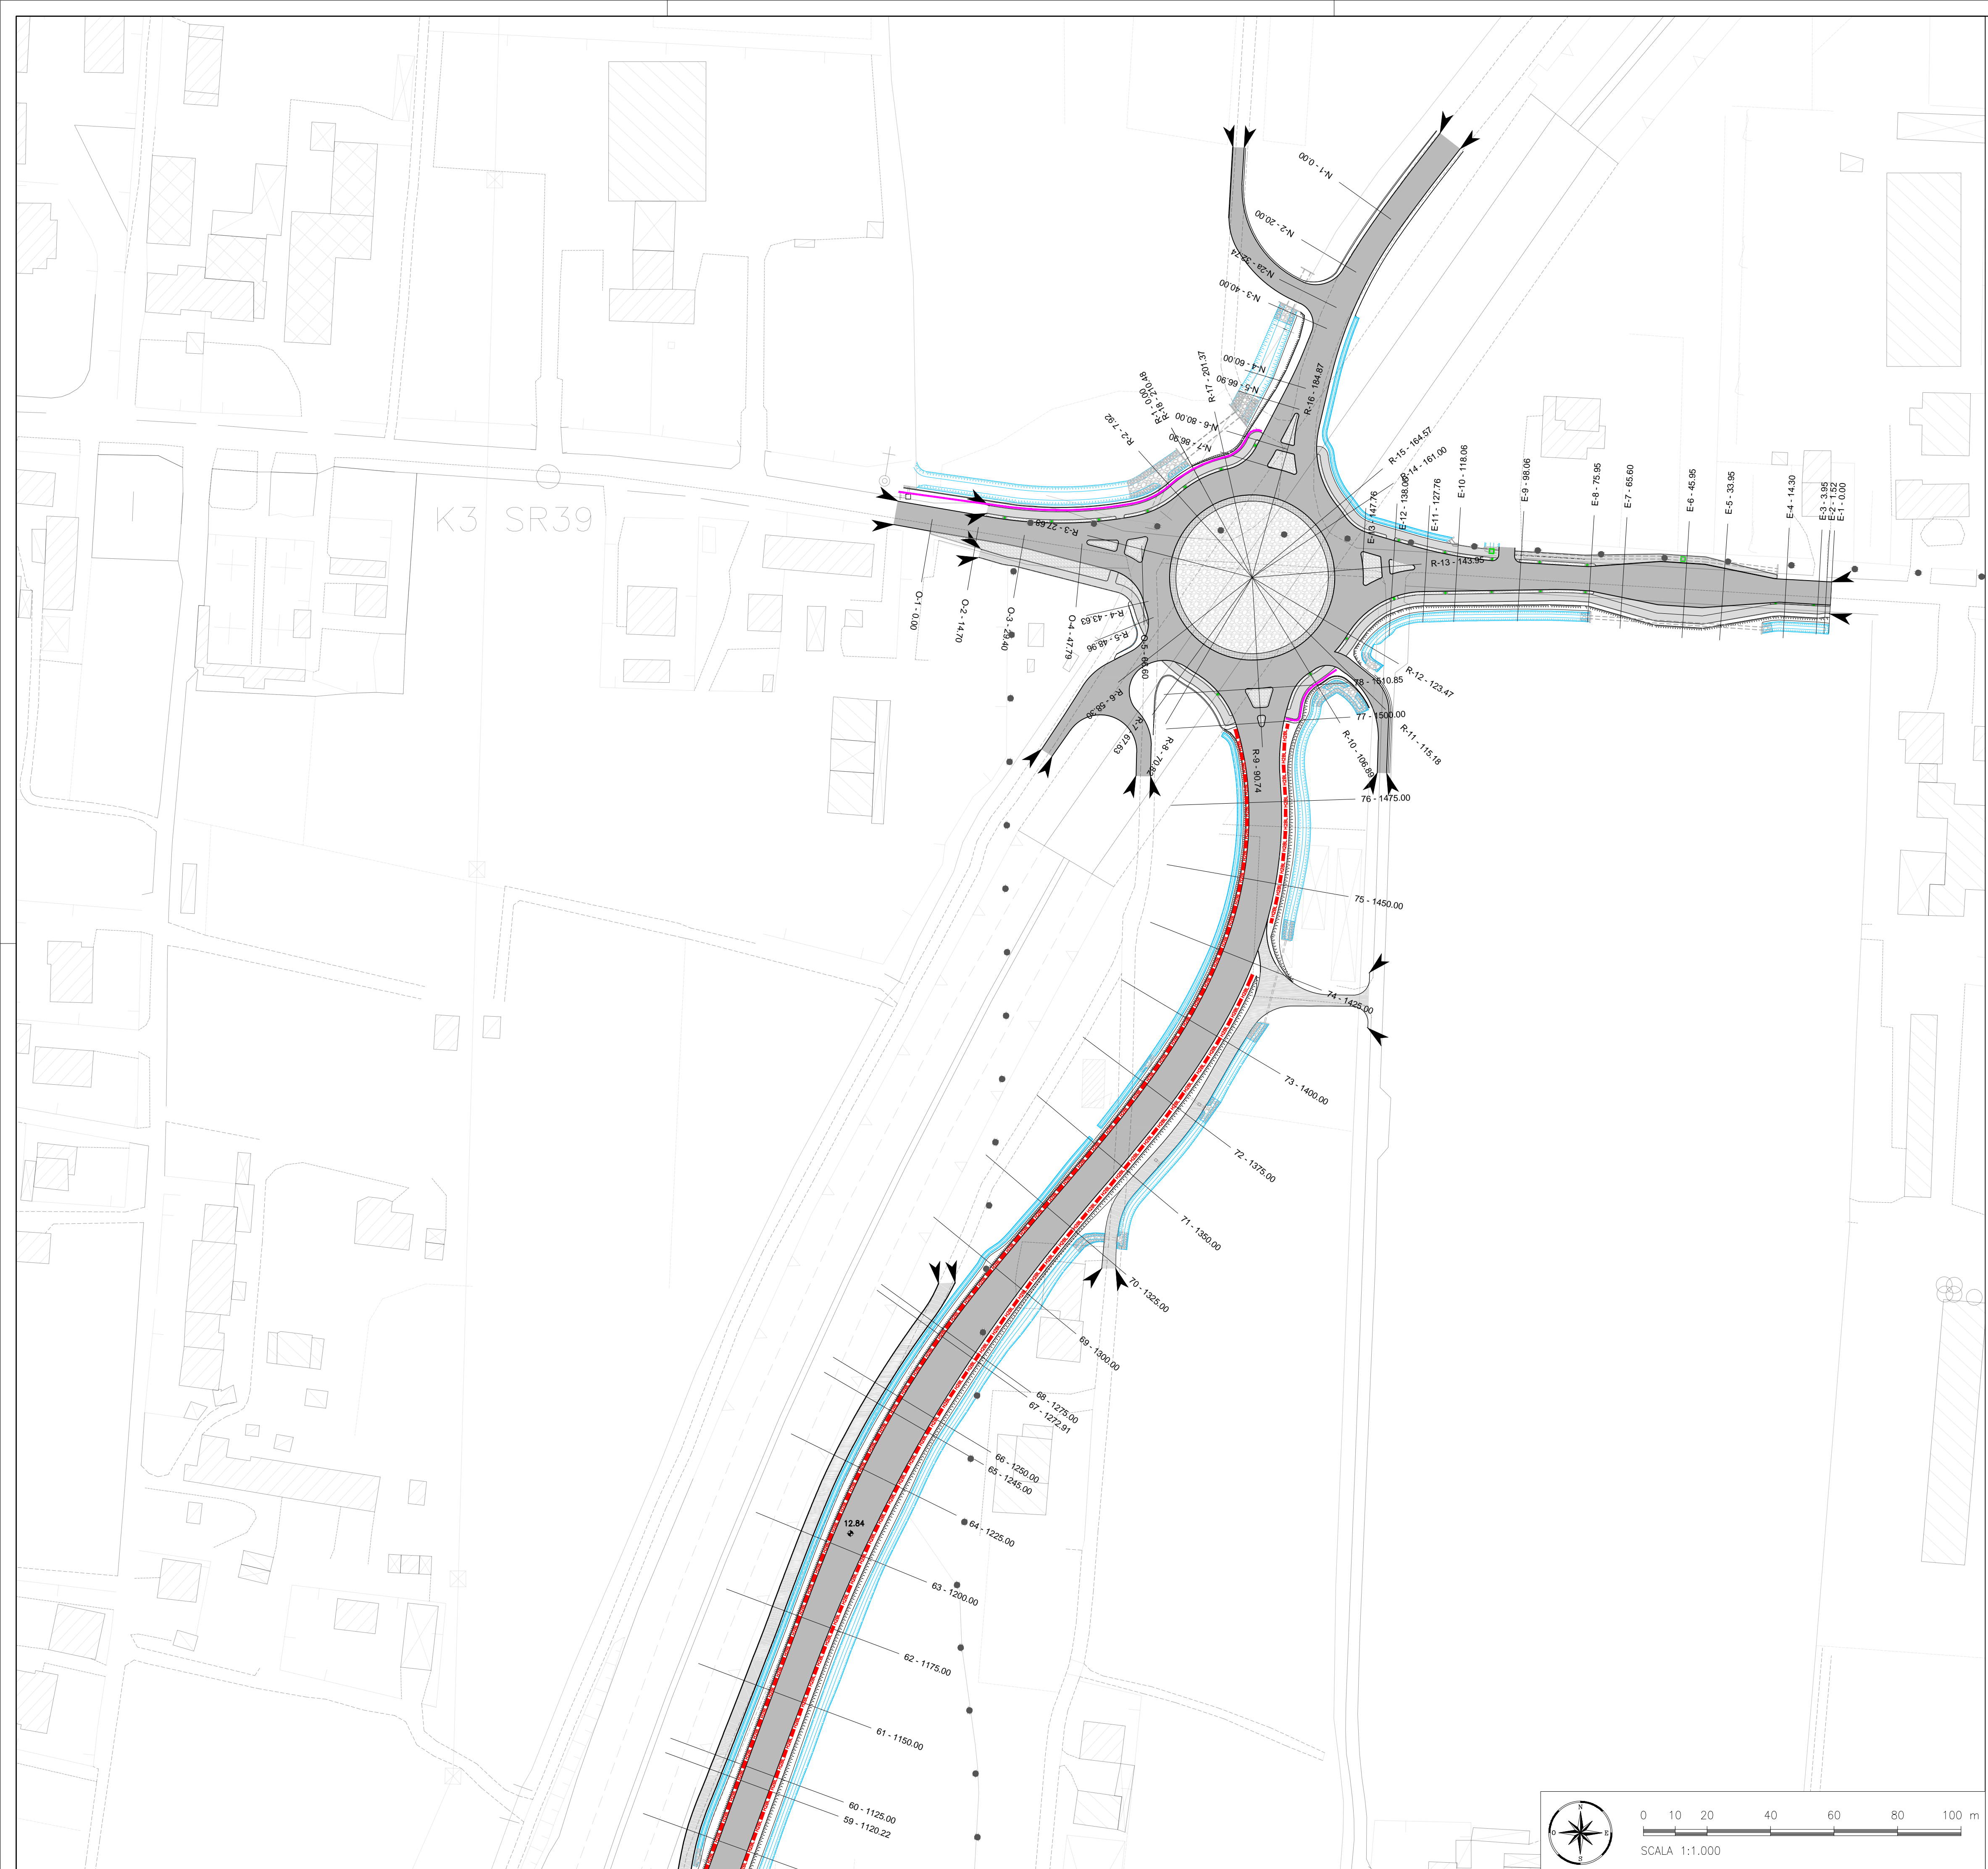 N-1 - 0.00
N-2 - 20.00
N-2a - 32.74
N-3 - 40.00
N-4 - 60.00
N-5 - 66.90
N-6 - 80.00
N-7 - 86.90
R-17 - 201.37
R-18 - 210.48
R-1 - 0.00
R-2 - 7.92
R-16 - 184.87
R-15 - 164.57
R-14 - 161.00
E-13 - 147.76
E-12 - 138.06
E-11 - 127.76
E-10 - 118.06
E-9 - 98.06
E-8 - 75.95
E-7 - 65.60
E-6 - 45.95
E-5 - 33.95
E-4 - 14.30
E-3 - 3.95
E-2 - 1.52
E-1 - 0.00
K3 SR39
R-3 - 27.68
R-13 - 143.95
O-1 - 0.00
O-2 - 14.70
O-3 - 29.40
O-4 - 47.79
R-4 - 43.63
R-5 - 48.96
R-6 - 58.30
R-8 - 70.82
R-9 - 90.74
R-10 - 106.89
R-11 - 115.18
R-12 - 123.47
78 - 1510.85
77 - 1500.00
76 - 1475.00
75 - 1450.00
74 - 1425.00
73 - 1400.00
72 - 1375.00
71 - 1350.00
70 - 1325.00
69 - 1300.00
68 - 1275.00
67 - 1272.91
66 - 1250.00
65 - 1245.00
12.84
64 - 1225.00
63 - 1200.00
62 - 1175.00
61 - 1150.00
60 - 1125.00
59 - 1120.22
N
O E
S
0 10 20 40 60 80 100 m
SCALA 1:1.000